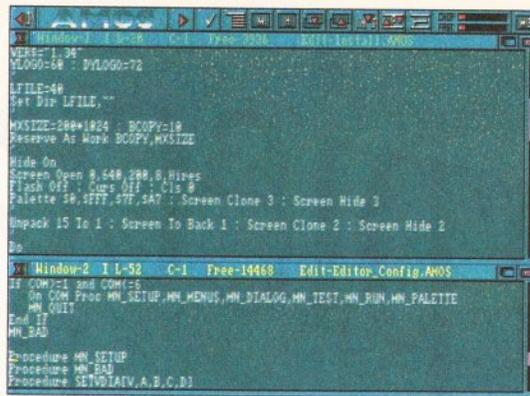 AMOS
Window-1 I L-28 C-1 Free-3936 Edit-Install.AMOS
VER$="1.34"
YLOGO=60 : DYLOGO=72
LFILE=40
Set Dir LFILE,""
MXSIZE=200*1024 : BCOPY=10
Reserve As Work BCOPY,MXSIZE
Hide On
Screen Open 0,640,200,8,Hires
Flash Off : Curs Off : Cls 0
Palette $0,$FFF,$7F,$A7 : Screen Clone 3 : Screen Hide 3
Unpack 15 To 1 : Screen To Back 1 : Screen Clone 2 : Screen Hide 2
Do
Window-2 I L-52 C-1 Free-14468 Edit-Editor_Config.AMOS
If COM>=1 and COM<=6
On COM Proc MN_SETUP,MN_MENUS,MN_DIALOG,MN_TEST,MN_RUN,MN_PALETTE
MN_QUIT
End If
MN_BAD
Procedure MN_SETUP
Procedure MN_BAD
Procedure SETVDIA[V,A,B,C,D]